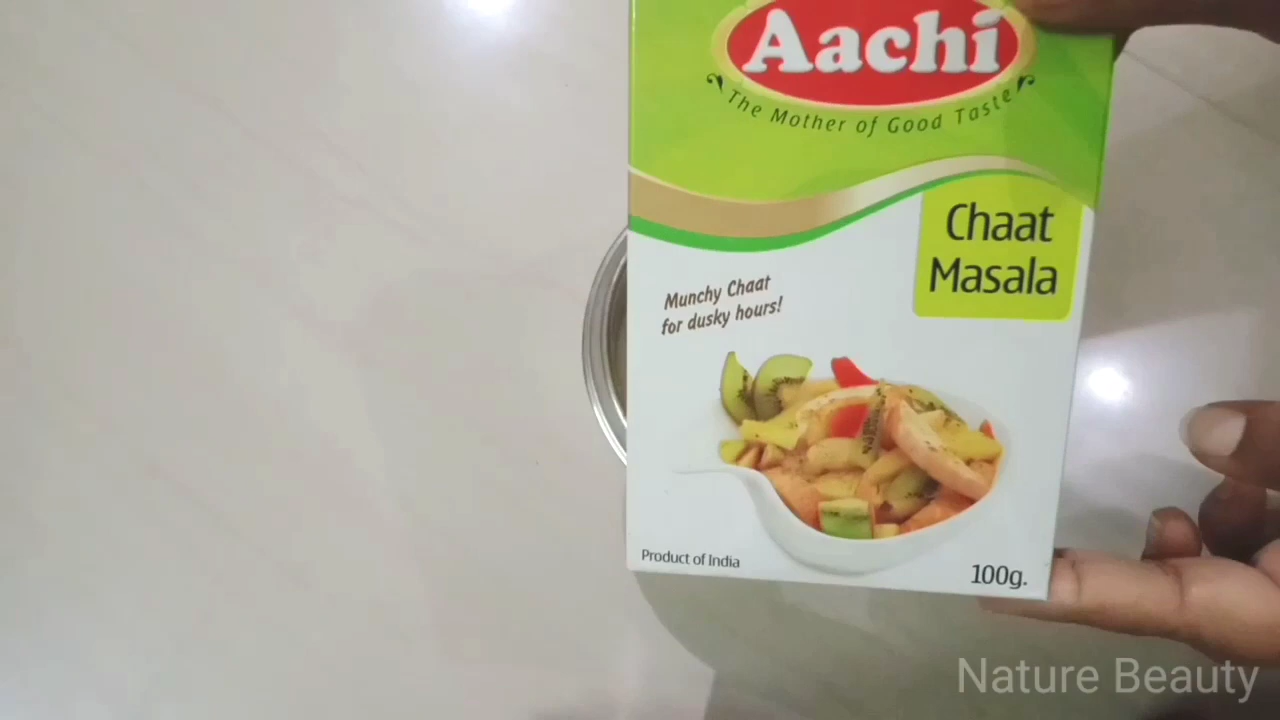 Aachi
The Mother of Good Taste
Chaat
Masala
Munchy Chaat
for dusky hours!
Product of India
100g.
Nature Beauty